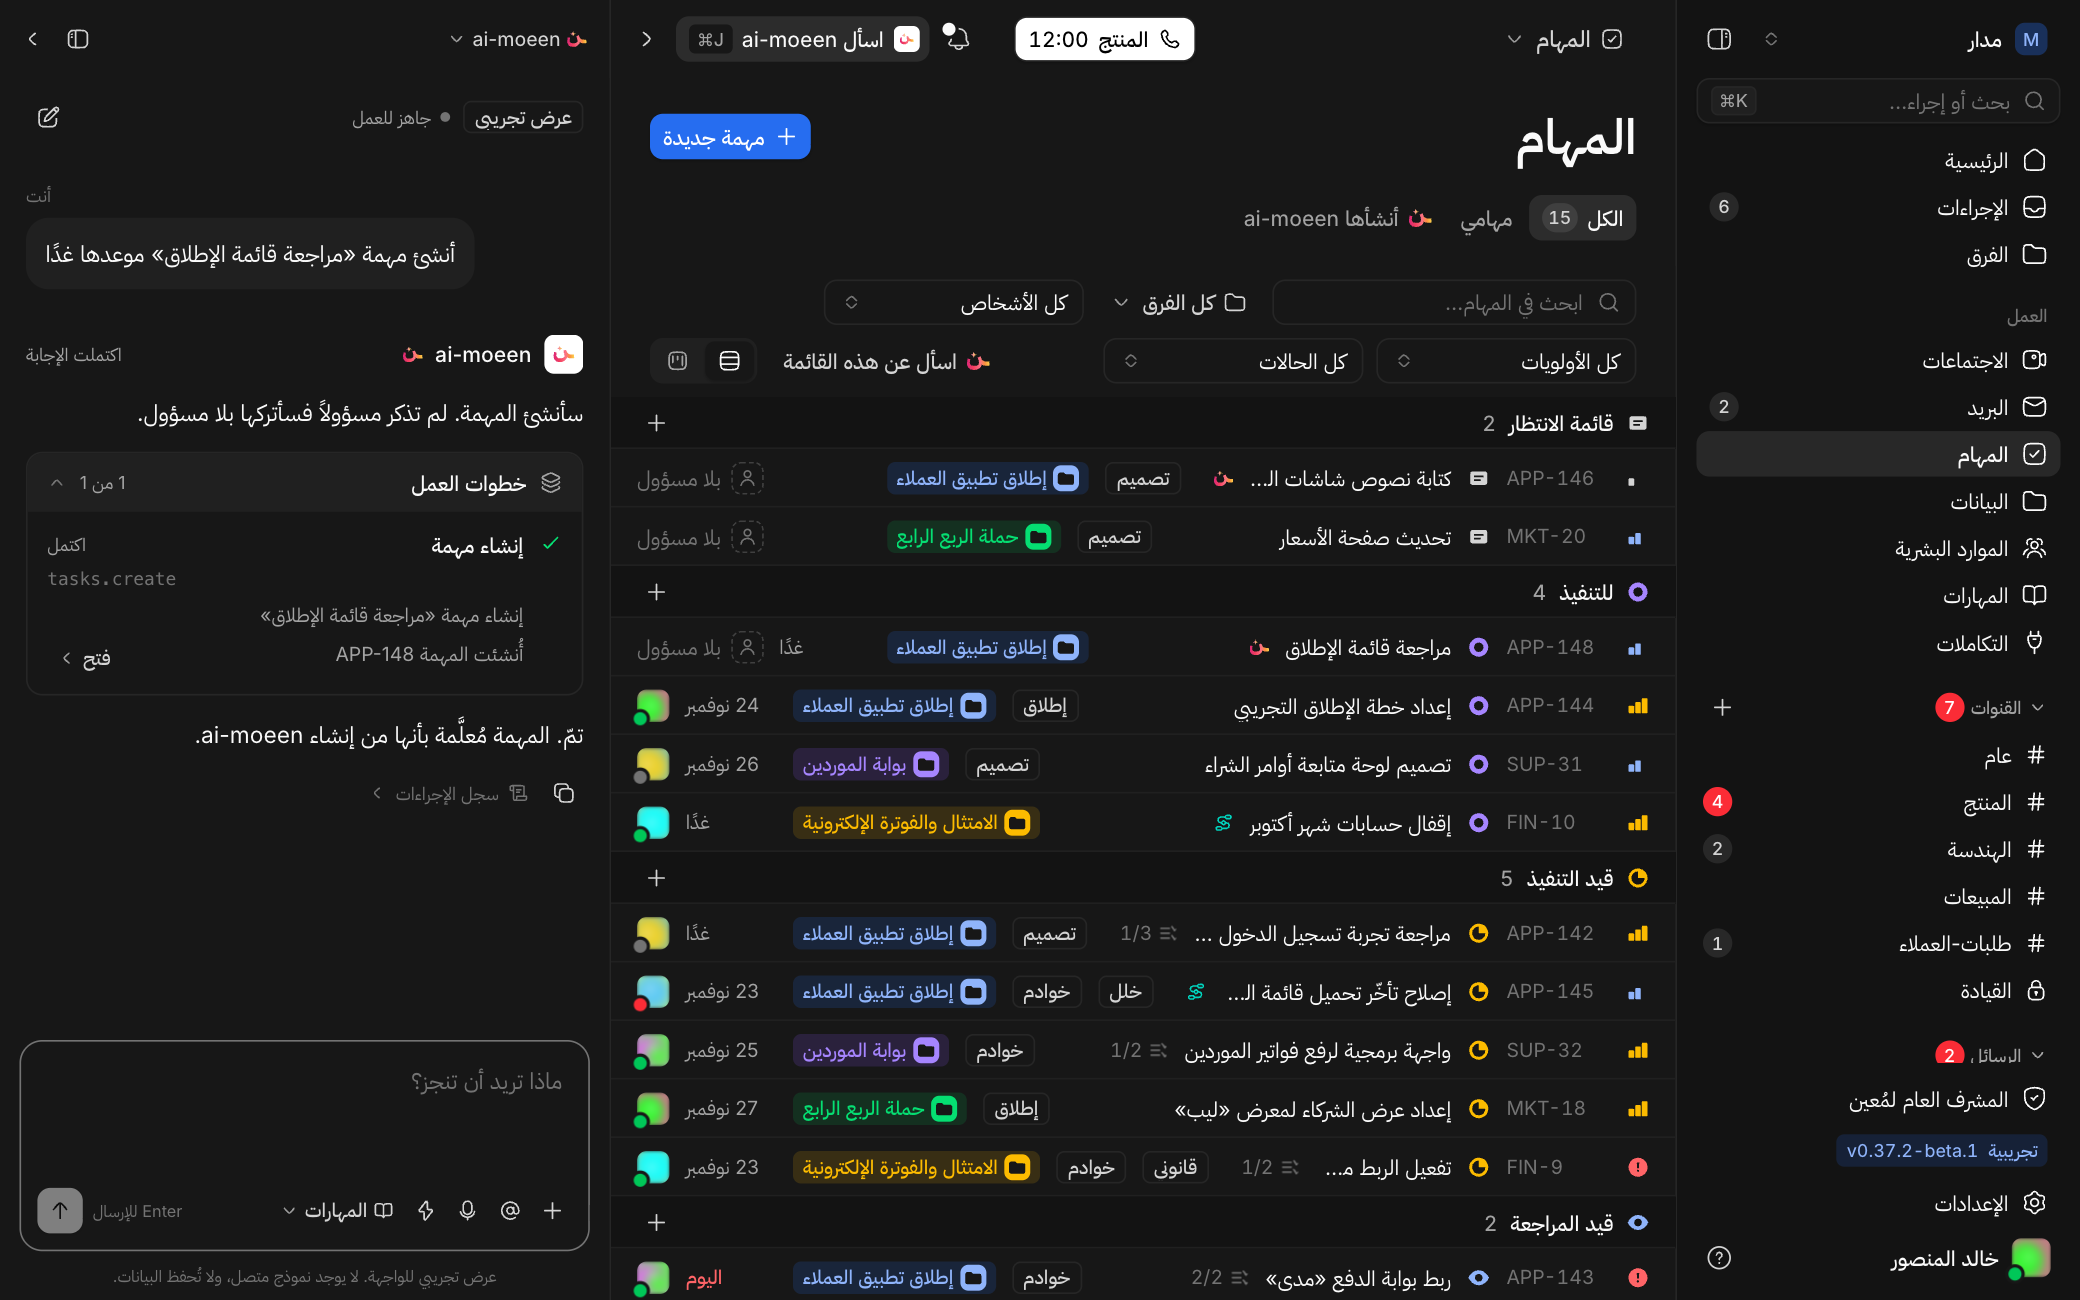 M مدار
بحث أو إجراء... ⌘K
الرئيسية
الإجراءات 6
الفرق
العمل
الاجتماعات
البريد 2
المهام
البيانات
الموارد البشرية
المهارات
التكاملات
القنوات 7
# عام
# المنتج 4
# الهندسة 2
# المبيعات
# طلبات-العملاء 1
القيادة
الرسائل 2
المشرف العام لمُعين
تجريبية v0.37.2-beta.1
الإعدادات
خالد المنصور
المهام
المنتج 12:00
اسأل ai-moeen ⌘J
المهام
مهمة جديدة
الكل 15
مهامي
أنشأها ai-moeen
ابحث في المهام...
كل الفرق
كل الأشخاص
كل الأولويات
كل الحالات
اسأل عن هذه القائمة
قائمة الانتظار 2
APP-146 كتابة نصوص شاشات الـ... تصميم إطلاق تطبيق العملاء بلا مسؤول
MKT-20 تحديث صفحة الأسعار تصميم حملة الربع الرابع بلا مسؤول
للتنفيذ 4
APP-148 مراجعة قائمة الإطلاق إطلاق تطبيق العملاء غدًا بلا مسؤول
APP-144 إعداد خطة الإطلاق التجريبي إطلاق إطلاق تطبيق العملاء 24 نوفمبر
SUP-31 تصميم لوحة متابعة أوامر الشراء تصميم بوابة الموردين 26 نوفمبر
FIN-10 إقفال حسابات شهر أكتوبر الامتثال والفوترة الإلكترونية غدًا
قيد التنفيذ 5
APP-142 مراجعة تجربة تسجيل الدخول ... 1/3 تصميم إطلاق تطبيق العملاء غدًا
APP-145 إصلاح تأخّر تحميل قائمة الـ... خلل خوادم إطلاق تطبيق العملاء 23 نوفمبر
SUP-32 واجهة برمجية لرفع فواتير الموردين 1/2 خوادم بوابة الموردين 25 نوفمبر
MKT-18 إعداد عرض الشركاء لمعرض «ليب» إطلاق حملة الربع الرابع 27 نوفمبر
FIN-9 تفعيل الربط مـ... 1/2 قانوني خوادم الامتثال والفوترة الإلكترونية 23 نوفمبر
قيد المراجعة 2
APP-143 ربط بوابة الدفع «مدى» 2/2 خوادم إطلاق تطبيق العملاء اليوم
ai-moeen
عرض تجريبي
جاهز للعمل
أنت
أنشئ مهمة «مراجعة قائمة الإطلاق» موعدها غدًا
ai-moeen اكتملت الإجابة
سأنشئ المهمة. لم تذكر مسؤولاً فسأتركها بلا مسؤول.
خطوات العمل 1 من 1
إنشاء مهمة اكتمل
tasks.create
إنشاء مهمة «مراجعة قائمة الإطلاق»
أُنشئت المهمة APP-148 فتح
تمّ. المهمة مُعلَّمة بأنها من إنشاء ai-moeen.
سجل الإجراءات
ماذا تريد أن تنجز؟
المهارات
Enter للإرسال
عرض تجريبي للواجهة. لا يوجد نموذج متصل، ولا تُحفظ البيانات.